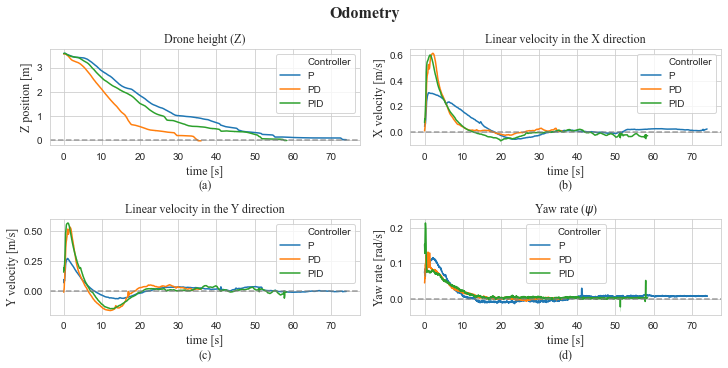 Odometry
Drone height (Z)
Z position [m]
3
2
1
0
0 10 20 30 40 50 60 70
time [s]
(a)
Controller
P
PD
PID
Linear velocity in the X direction
X velocity [m/s]
0.6
0.4
0.2
0.0
0 10 20 30 40 50 60 70
time [s]
(b)
Controller
P
PD
PID
Linear velocity in the Y direction
Y velocity [m/s]
0.50
0.25
0.00
0 10 20 30 40 50 60 70
time [s]
(c)
Controller
P
PD
PID
Yaw rate (ψ)
Yaw rate [rad/s]
0.2
0.1
0.0
0 10 20 30 40 50 60 70
time [s]
(d)
Controller
P
PD
PID